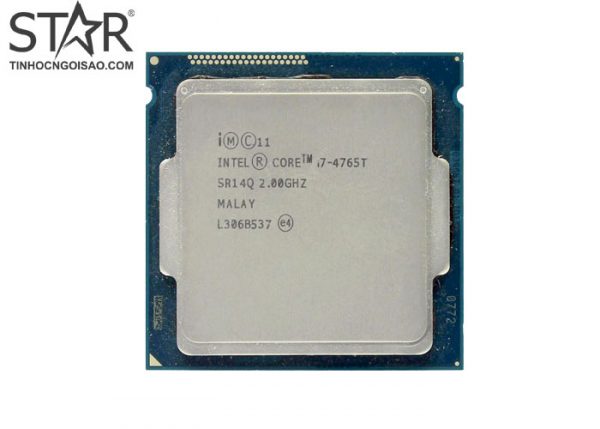 STAR
TINHOCNGOISAO.COM
i Ⓜ Ⓒ 11
INTEL® CORE™ i7-4765T
SR14Q 2.00GHZ
MALAY
L306B537 e4
0772